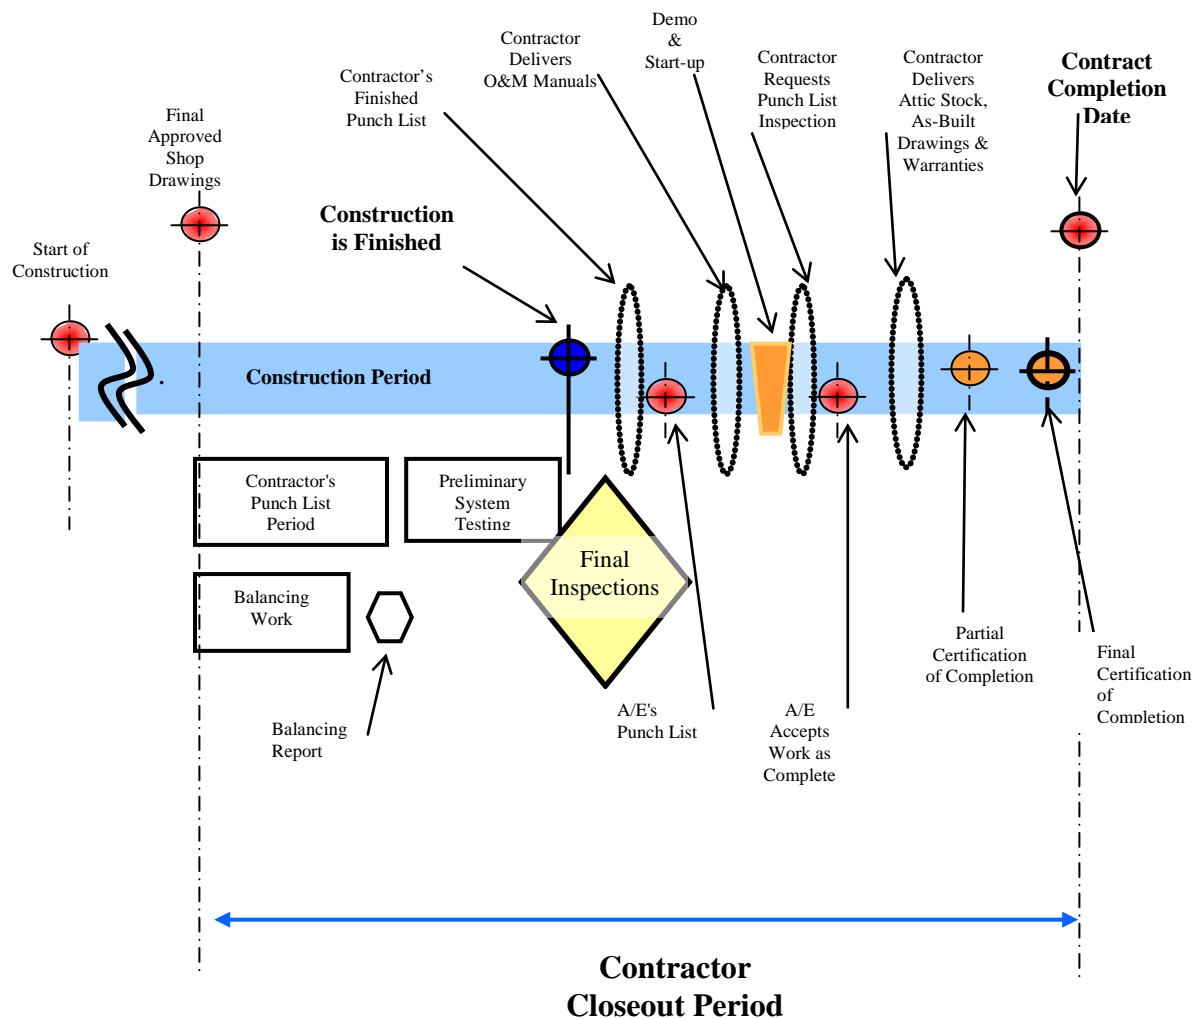 Demo
&
Start-up
Contractor
Delivers
O&M Manuals
Contractor’s
Finished
Punch List
Contractor
Requests
Punch List
Inspection
Contractor
Delivers
Attic Stock,
As-Built
Drawings &
Warranties
Contract
Completion
Date
Final
Approved
Shop
Drawings
Construction
is Finished
Start of
Construction
Construction Period
Contractor's
Punch List
Period
Preliminary
System
Testing
Final
Inspections
Balancing
Work
Balancing
Report
A/E's
Punch List
A/E
Accepts
Work as
Complete
Partial
Certification
of Completion
Final
Certification
of
Completion
Contractor
Closeout Period